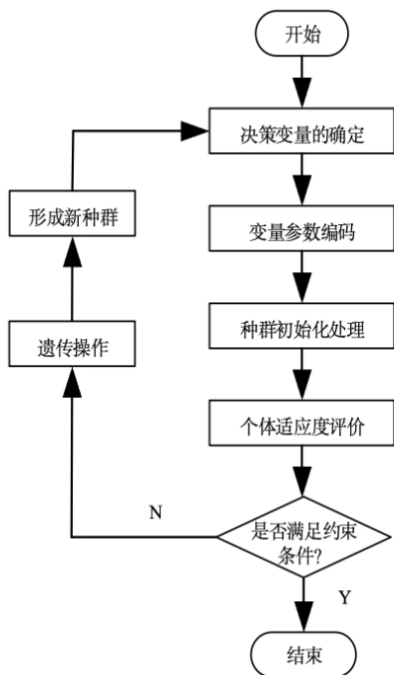 开始
决策变量的确定
变量参数编码
种群初始化处理
个体适应度评价
是否满足约束
条件?
N
Y
遗传操作
形成新种群
结束